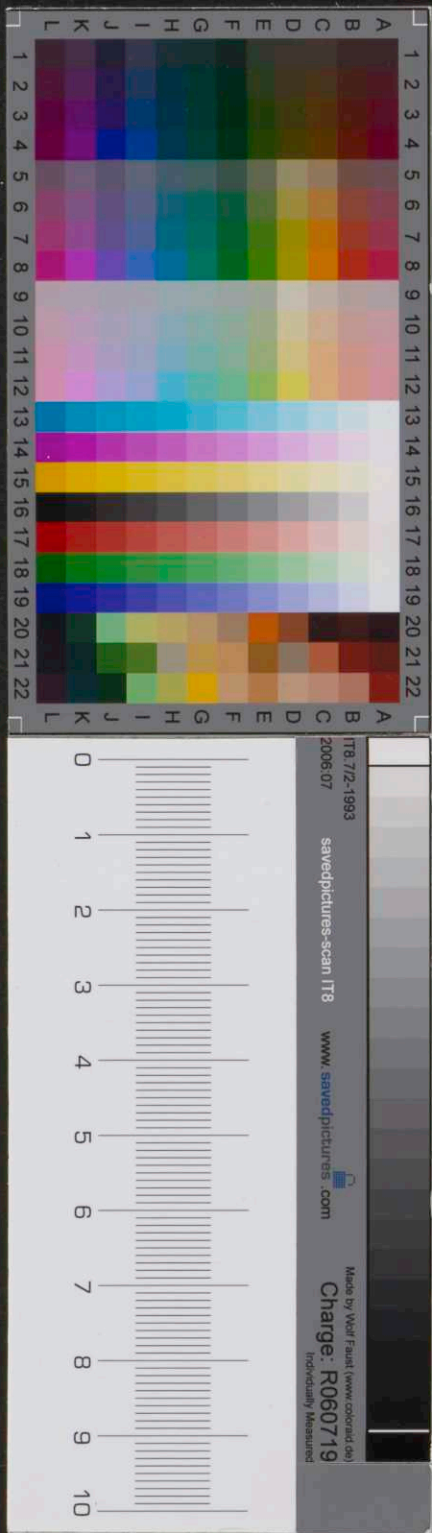 1 2 3 4 5 6 7 8 9 10 11 12 13 14 15 16 17 18 19 20 21 22
A A
B B
C C
D D
E E
F F
G G
H H
I I
J J
K K
L L
1 2 3 4 5 6 7 8 9 10 11 12 13 14 15 16 17 18 19 20 21 22
IT8.7/2-1993
2006:07
savedpictures-scan IT8
www.savedpictures.com
Made by Wolf Faust (www.coloraid.de)
Charge: R060719
Individually Measured
0 1 2 3 4 5 6 7 8 9 10